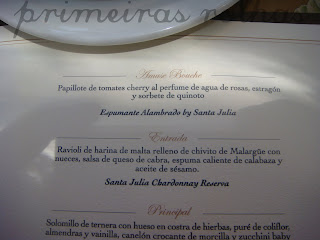 primeiras
Amuse Bouche
Papillote de tomates cherry al perfume de agua de rosas, estragón
y sorbete de quinoto
Espumante Alambrado by Santa Julia
Entrada
Ravioli de harina de malta relleno de chivito de Malargüe con
nueces, salsa de queso de cabra, espuma caliente de calabaza y
aceite de sésamo.
Santa Julia Chardonnay Reserva
Principal
Solomillo de ternera con hueso en costra de hierbas, puré de coliflor,
almendras y vainilla, canelón crocante de morcilla y zucchini baby